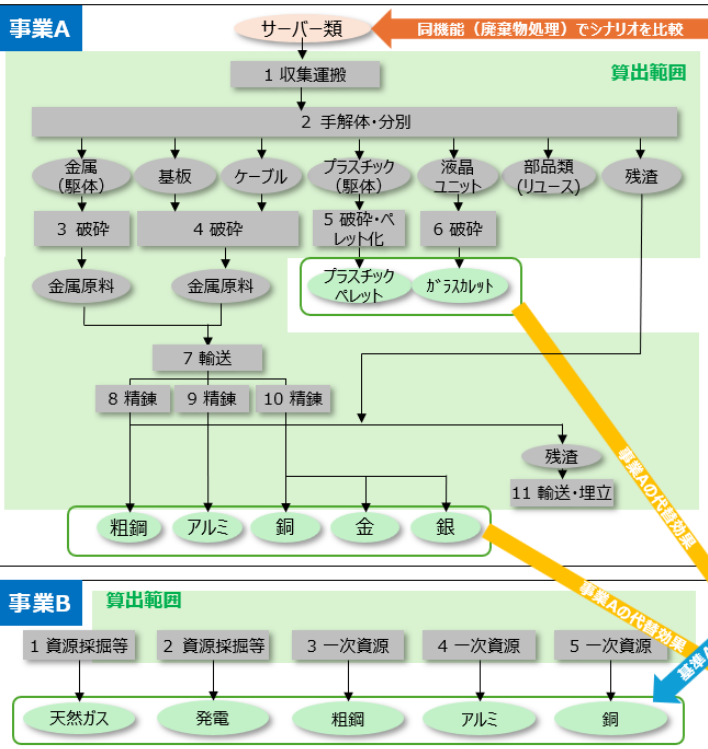 事業A
サーバー類
同機能（廃棄物処理）でシナリオを比較
1 収集運搬
算出範囲
2 手解体・分別
金属
（駆体）
基板
ケーブル
プラスチック
（駆体）
液晶
ユニット
部品類
(リユース)
残渣
3 破砕
4 破砕
5 破砕・ペ
レット化
6 破砕
金属原料
金属原料
プラスチック
ペレット
ガラスカレット
7 輸送
8 精錬
9 精錬
10 精錬
残渣
11 輸送・埋立
粗鋼
アルミ
銅
金
銀
事業Aの代替効果
事業Aの代替効果
事業B
算出範囲
1 資源採掘等
2 資源採掘等
3 一次資源
4 一次資源
5 一次資源
天然ガス
発電
粗鋼
アルミ
銅